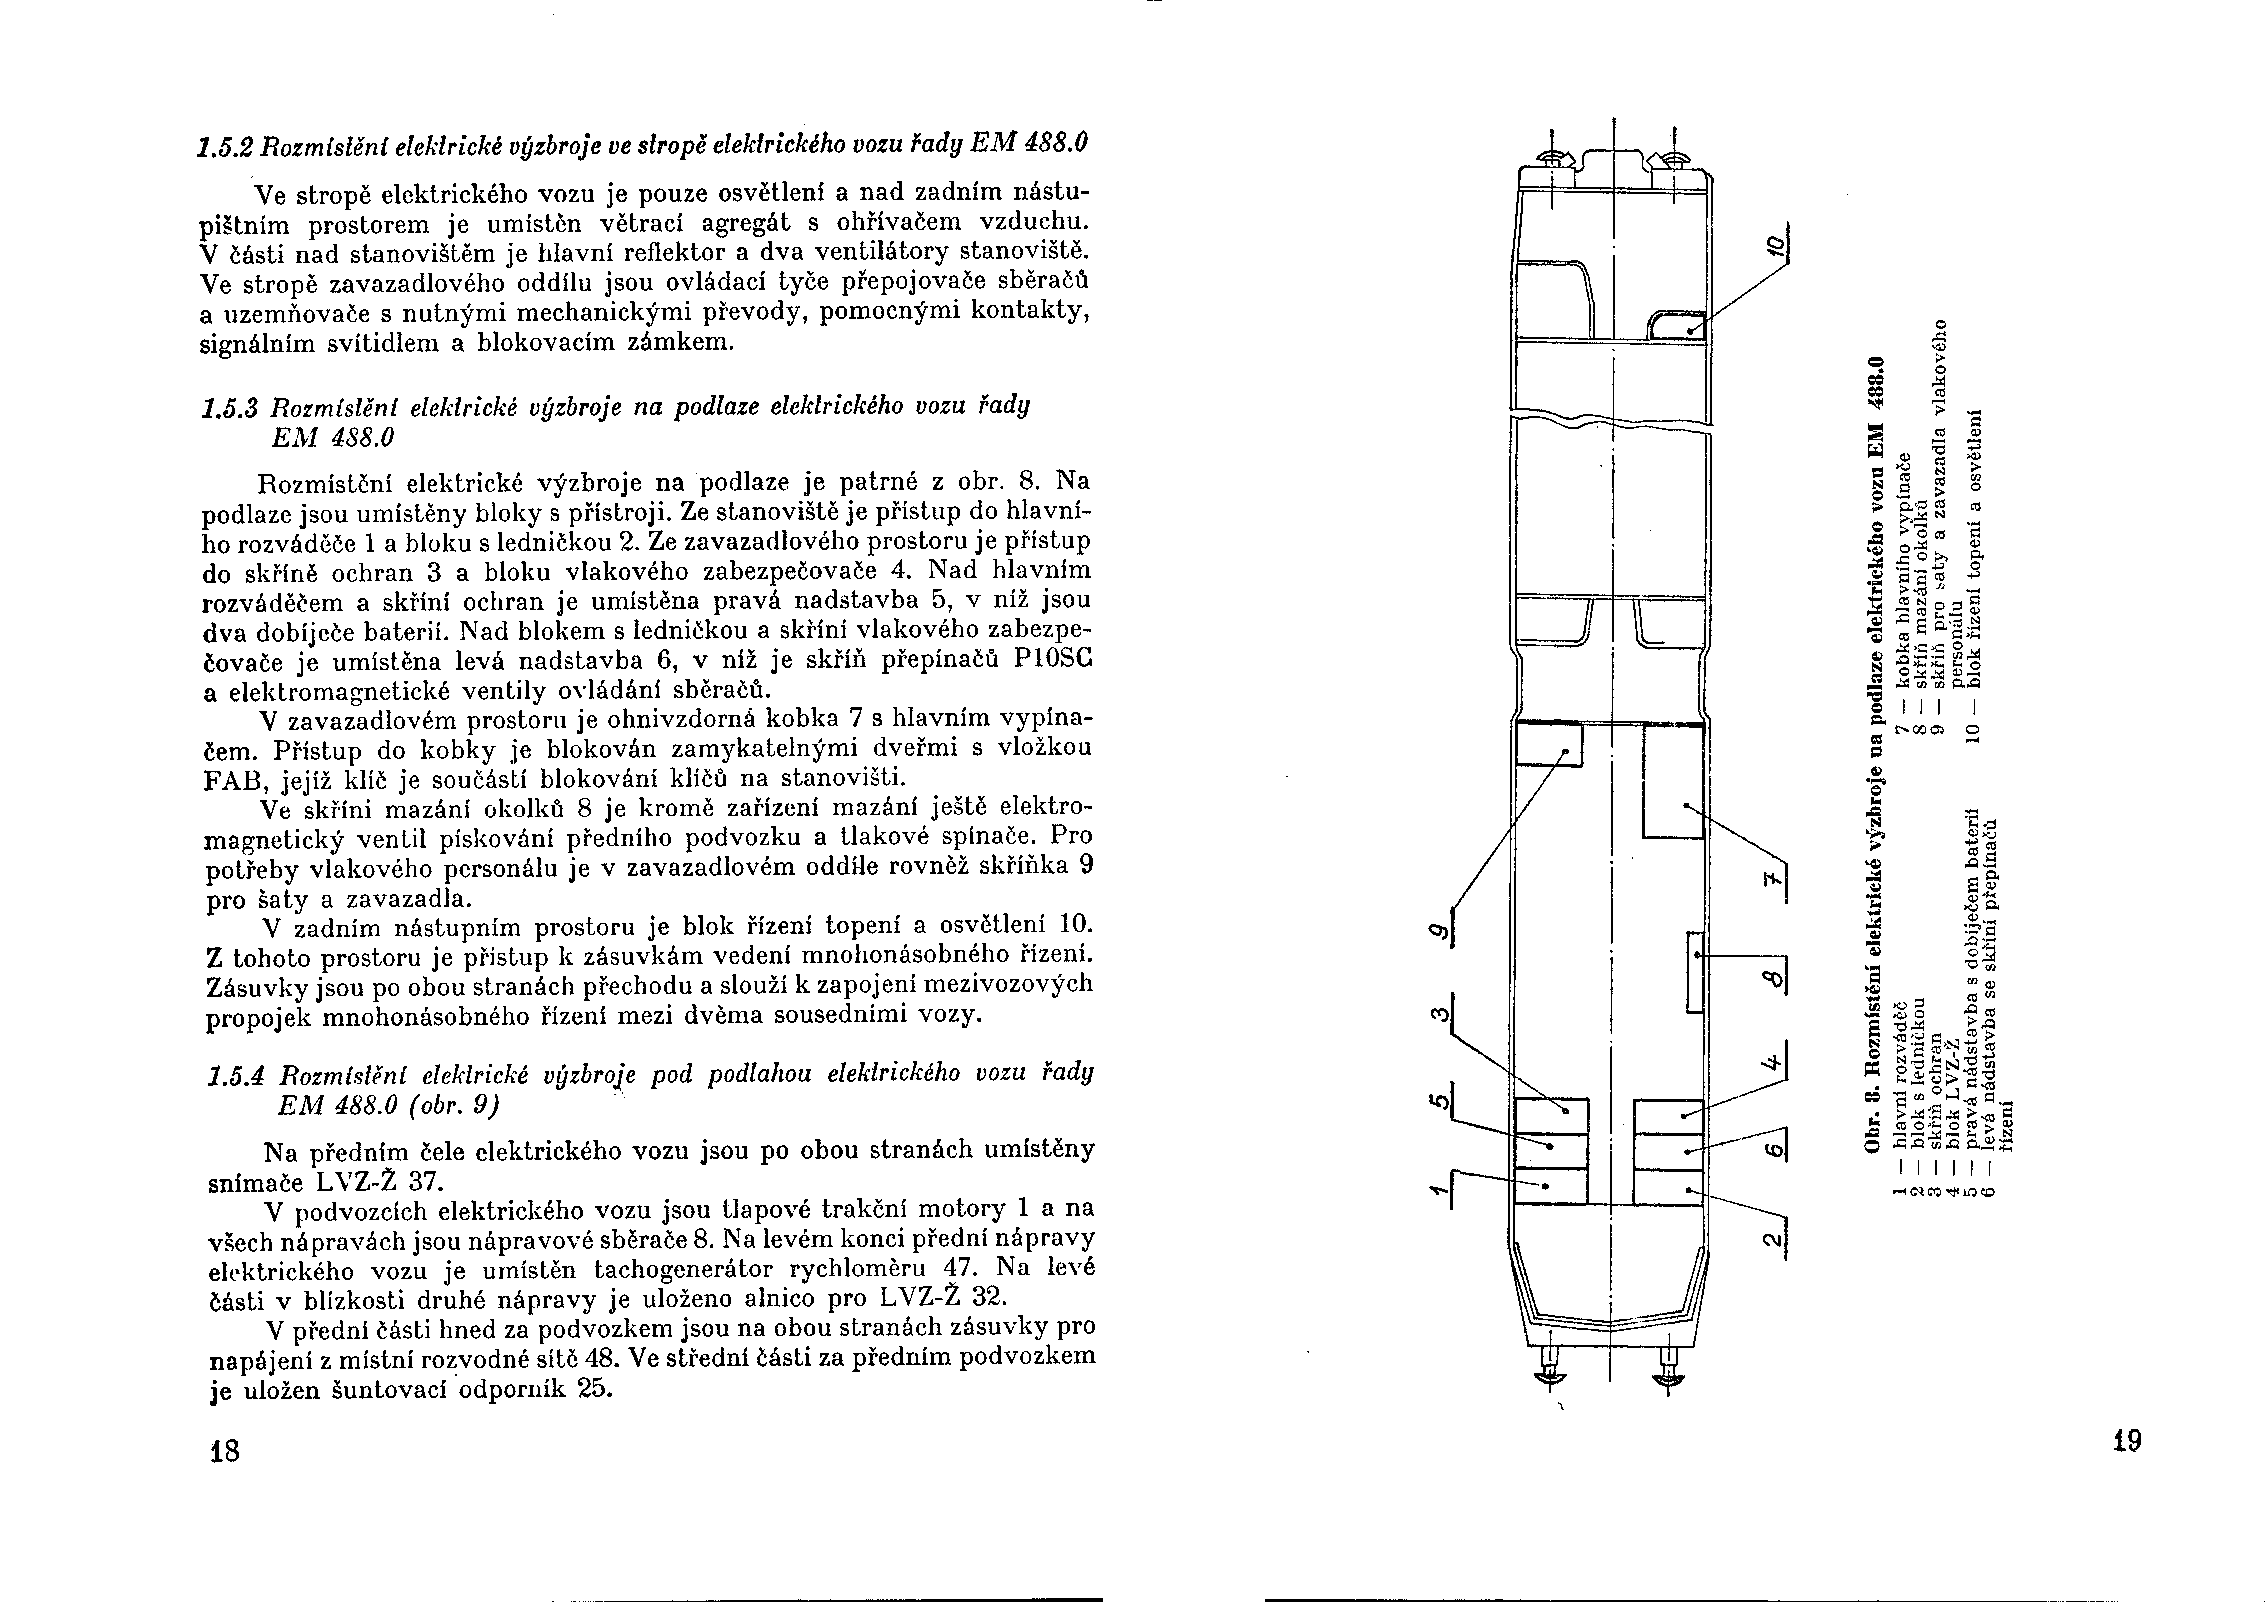 1.5.2 Rozmístění elektrické výzbroje ve stropě elektrického vozu řady EM 488.0
Ve stropě elektrického vozu je pouze osvětlení a nad zadním nástu-
pištním prostorem je umístěn větrací agregát s ohřívačem vzduchu.
V části nad stanovištěm je hlavní reflektor a dva ventilátory stanoviště.
Ve stropě zavazadlového oddílu jsou ovládací tyče přepojovače sběračů
a uzemňovače s nutnými mechanickými převody, pomocnými kontakty,
signálním svítidlem a blokovacím zámkem.
1.5.3 Rozmístění elektrické výzbroje na podlaze elektrického vozu řady
EM 488.0
Rozmístění elektrické výzbroje na podlaze je patrné z obr. 8. Na
podlaze jsou umístěny bloky s přístroji. Ze stanoviště je přístup do hlavní-
ho rozváděče 1 a bloku s ledničkou 2. Ze zavazadlového prostoru je přístup
do skříně ochran 3 a bloku vlakového zabezpečovače 4. Nad hlavním
rozváděčem a skříní ochran je umístěna pravá nadstavba 5, v níž jsou
dva dobíječe baterií. Nad blokem s ledničkou a skříní vlakového zabezpe-
čovače je umístěna levá nadstavba 6, v níž je skříň přepínačů P10SG
a elektromagnetické ventily ovládání sběračů.
V zavazadlovém prostoru je ohnivzdorná kobka 7 s hlavním vypína-
čem. Přístup do kobky je blokován zamykatelnými dveřmi s vložkou
FAB, jejíž klíč je součástí blokování klíčů na stanovišti.
Ve skříni mazání okolků 8 je kromě zařízení mazání ještě elektro-
magnetický ventil pískování předního podvozku a tlakové spínače. Pro
potřeby vlakového personálu je v zavazadlovém oddíle rovněž skříňka 9
pro šaty a zavazadla.
V zadním nástupním prostoru je blok řízení topení a osvětlení 10.
Z tohoto prostoru je přístup k zásuvkám vedení mnohonásobného řízení.
Zásuvky jsou po obou stranách přechodu a slouží k zapojení mezivozových
propojek mnohonásobného řízení mezi dvěma sousedními vozy.
1.5.4 Rozmístění elektrické výzbroje pod podlahou elektrického vozu řady
EM 488.0 (obr. 9)
Na předním čele elektrického vozu jsou po obou stranách umístěny
snímače LVZ-Ž 37.
V podvozcích elektrického vozu jsou tlapové trakční motory 1 a na
všech nápravách jsou nápravové sběrače 8. Na levém konci přední nápravy
elektrického vozu je umístěn tachogenerátor rychloměru 47. Na levé
části v blízkosti druhé nápravy je uloženo alnico pro LVZ-Ž 32.
V přední části hned za podvozkem jsou na obou stranách zásuvky pro
napájení z místní rozvodné sítě 48. Ve střední části za předním podvozkem
je uložen šuntovací odporník 25.
18
1
5
3
9
2
6
4
8
7
10
Obr. 8. Rozmístění elektrické výzbroje na podlaze elektrického vozu EM 488.0
1 — hlavní rozváděč
2 — blok s ledničkou
3 — skříň ochran
4 — blok LVZ-Ž
5 — pravá nádstavba s dobíječem baterií
6 — levá nádstavba se skříní přepínačů
řízení
7 — kobka hlavního vypínače
8 — skříň mazání okolků
9 — skříň pro šaty a zavazadla vlakového
personálu
10 — blok řízení topení a osvětlení
19